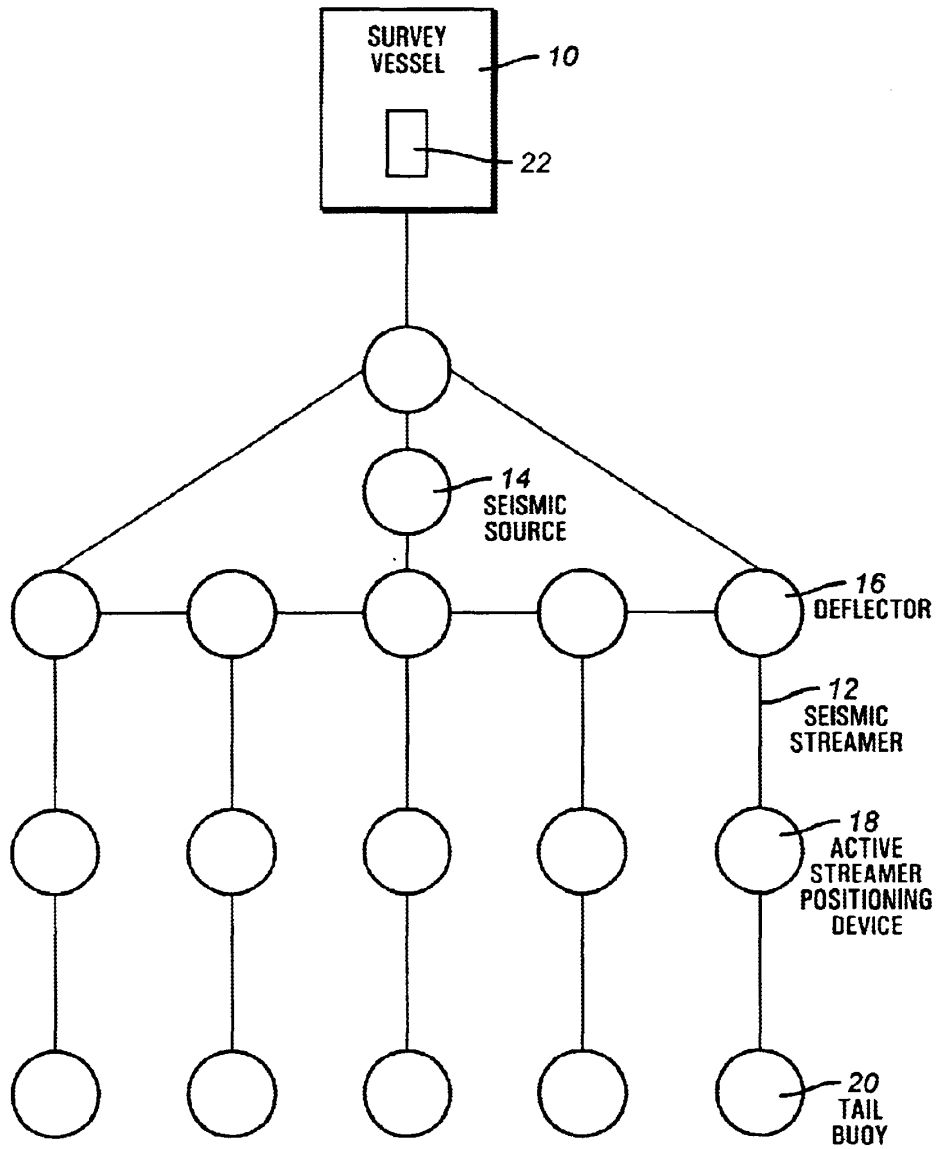 SURVEY
VESSEL
10
22
14
SEISMIC
SOURCE
16
DEFLECTOR
12
SEISMIC
STREAMER
18
ACTIVE
STREAMER
POSITIONING
DEVICE
20
TAIL
BUOY